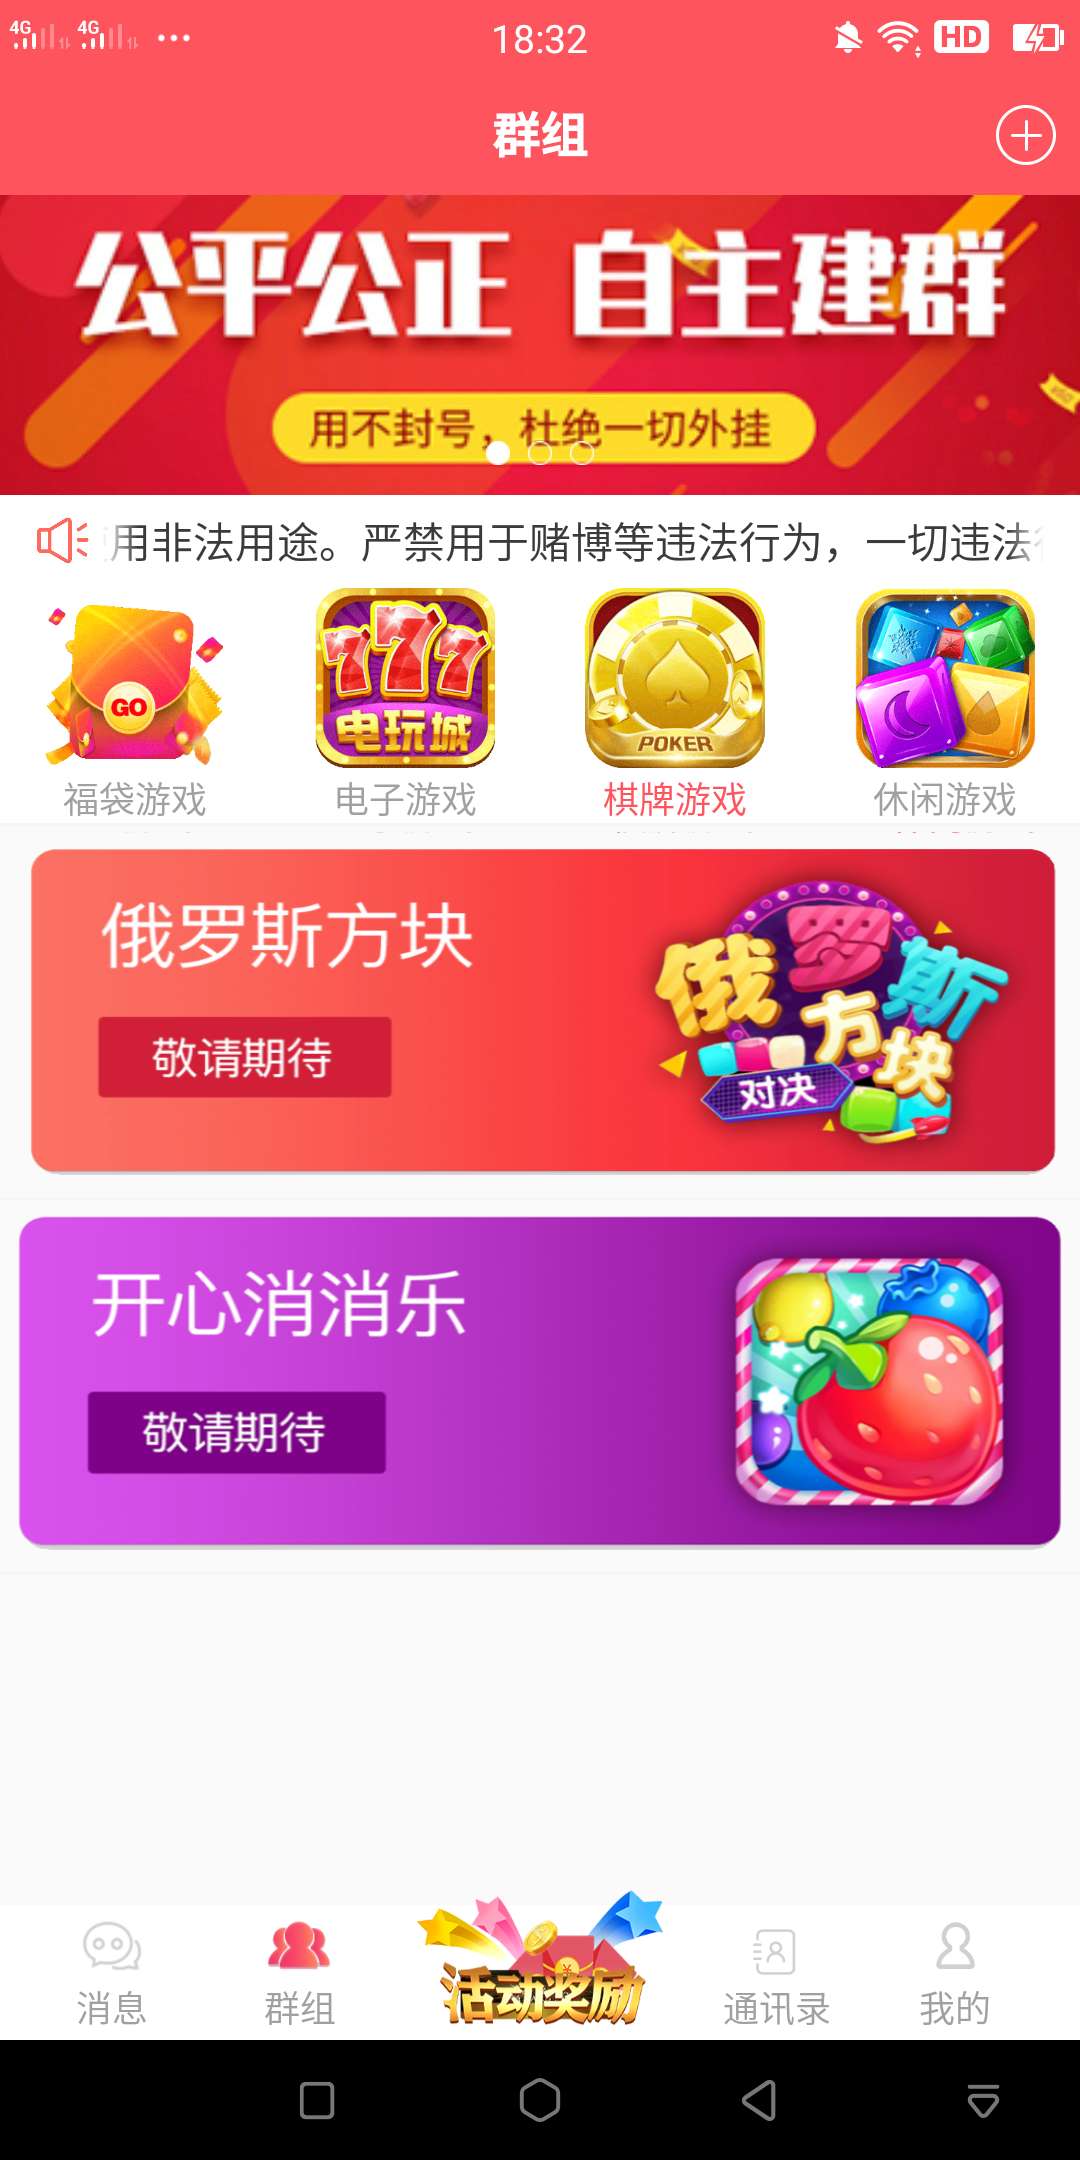 4G 4G ... 18:32 HD
群组
公平公正 自主建群
用不封号，杜绝一切外挂
用非法用途。严禁用于赌博等违法行为，一切违法
GO
777
电玩城
POKER
福袋游戏 电子游戏 棋牌游戏 休闲游戏
俄罗斯方块
敬请期待
俄罗斯
方块
对决
开心消消乐
敬请期待
活动奖励
消息 群组 通讯录 我的